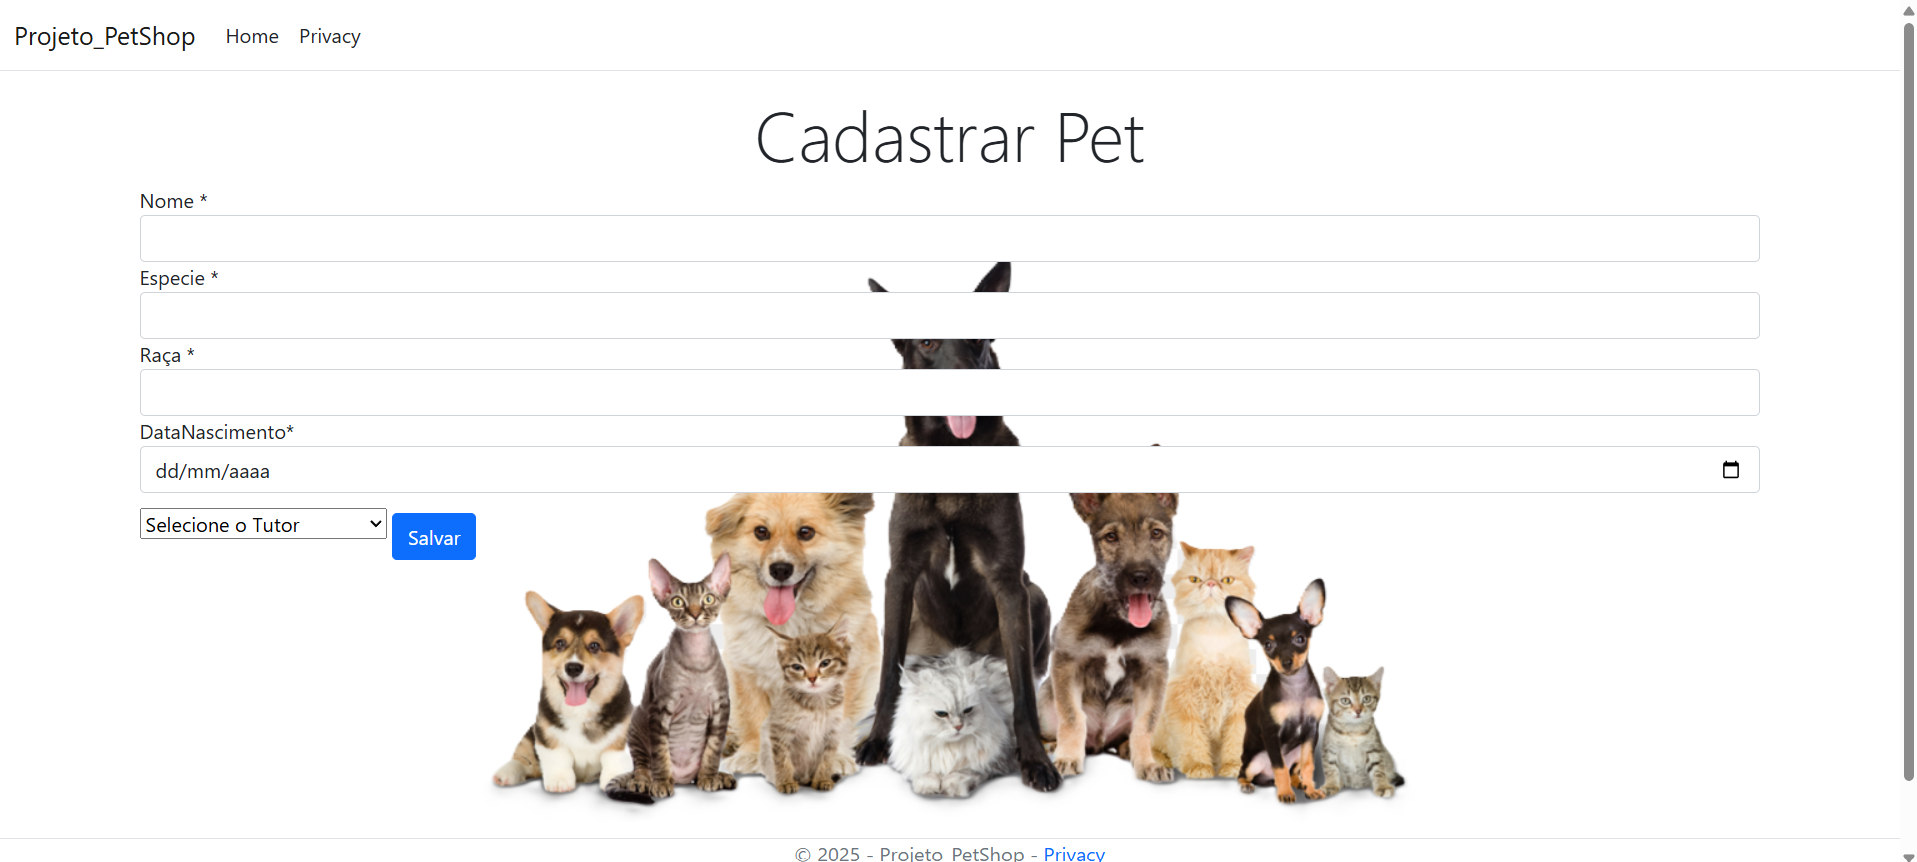 Projeto_PetShop Home Privacy
Cadastrar Pet
Nome *
Especie *
Raça *
DataNascimento*
dd/mm/aaaa
Selecione o Tutor Salvar
© 2025 - Projeto_PetShop - Privacy